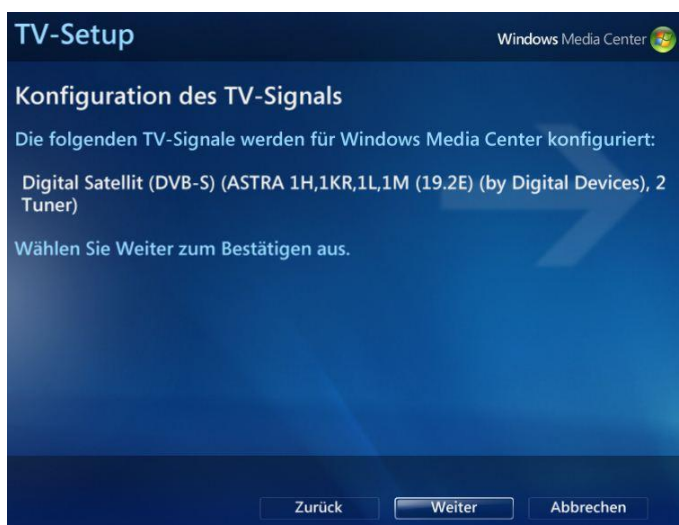 TV-Setup
Windows Media Center
Konfiguration des TV-Signals
Die folgenden TV-Signale werden für Windows Media Center konfiguriert:
Digital Satellit (DVB-S) (ASTRA 1H,1KR,1L,1M (19.2E) (by Digital Devices), 2
Tuner)
Wählen Sie Weiter zum Bestätigen aus.
Zurück
Weiter
Abbrechen